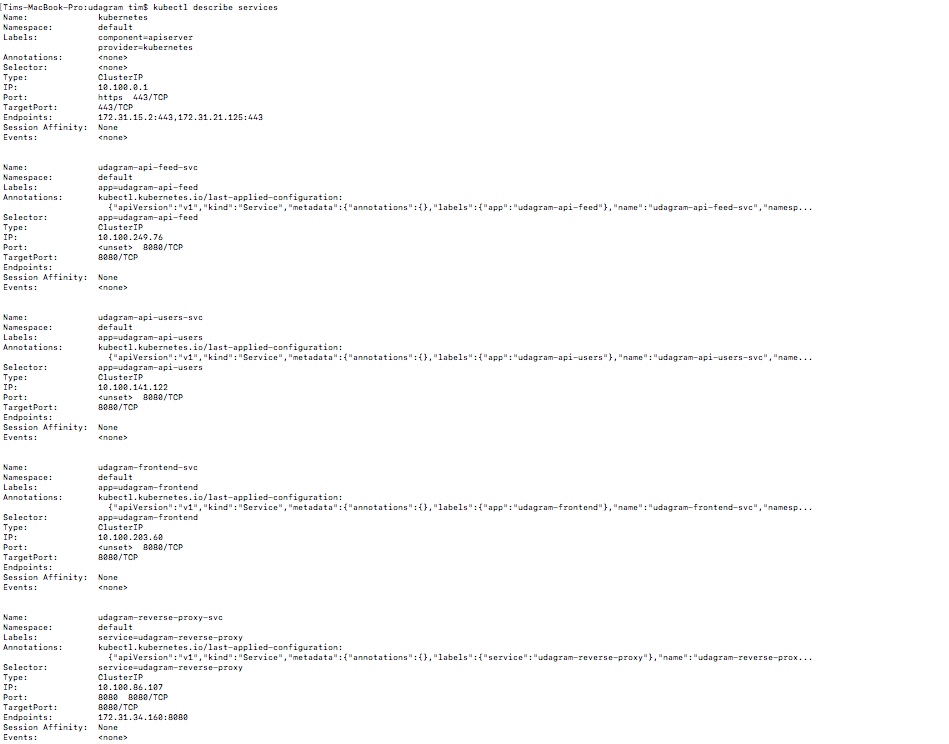 [Tims-MacBook-Pro:udagram tim$ kubectl describe services
Name: kubernetes
Namespace: default
Labels: component=apiserver
provider=kubernetes
Annotations: <none>
Selector: <none>
Type: ClusterIP
IP: 10.100.0.1
Port: https 443/TCP
TargetPort: 443/TCP
Endpoints: 172.31.15.2:443,172.31.21.125:443
Session Affinity: None
Events: <none>
Name: udagram-api-feed-svc
Namespace: default
Labels: app=udagram-api-feed
Annotations: kubectl.kubernetes.io/last-applied-configuration:
{"apiVersion":"v1","kind":"Service","metadata":{"annotations":{},"labels":{"app":"udagram-api-feed"},"name":"udagram-api-feed-svc","namesp...
Selector: app=udagram-api-feed
Type: ClusterIP
IP: 10.100.249.76
Port: <unset> 8080/TCP
TargetPort: 8080/TCP
Endpoints:
Session Affinity: None
Events: <none>
Name: udagram-api-users-svc
Namespace: default
Labels: app=udagram-api-users
Annotations: kubectl.kubernetes.io/last-applied-configuration:
{"apiVersion":"v1","kind":"Service","metadata":{"annotations":{},"labels":{"app":"udagram-api-users"},"name":"udagram-api-users-svc","name...
Selector: app=udagram-api-users
Type: ClusterIP
IP: 10.100.141.122
Port: <unset> 8080/TCP
TargetPort: 8080/TCP
Endpoints:
Session Affinity: None
Events: <none>
Name: udagram-frontend-svc
Namespace: default
Labels: app=udagram-frontend
Annotations: kubectl.kubernetes.io/last-applied-configuration:
{"apiVersion":"v1","kind":"Service","metadata":{"annotations":{},"labels":{"app":"udagram-frontend"},"name":"udagram-frontend-svc","namesp...
Selector: app=udagram-frontend
Type: ClusterIP
IP: 10.100.203.60
Port: <unset> 8080/TCP
TargetPort: 8080/TCP
Endpoints:
Session Affinity: None
Events: <none>
Name: udagram-reverse-proxy-svc
Namespace: default
Labels: service=udagram-reverse-proxy
Annotations: kubectl.kubernetes.io/last-applied-configuration:
{"apiVersion":"v1","kind":"Service","metadata":{"annotations":{},"labels":{"service":"udagram-reverse-proxy"},"name":"udagram-reverse-prox...
Selector: service=udagram-reverse-proxy
Type: ClusterIP
IP: 10.100.86.107
Port: 8080 8080/TCP
TargetPort: 8080/TCP
Endpoints: 172.31.34.160:8080
Session Affinity: None
Events: <none>